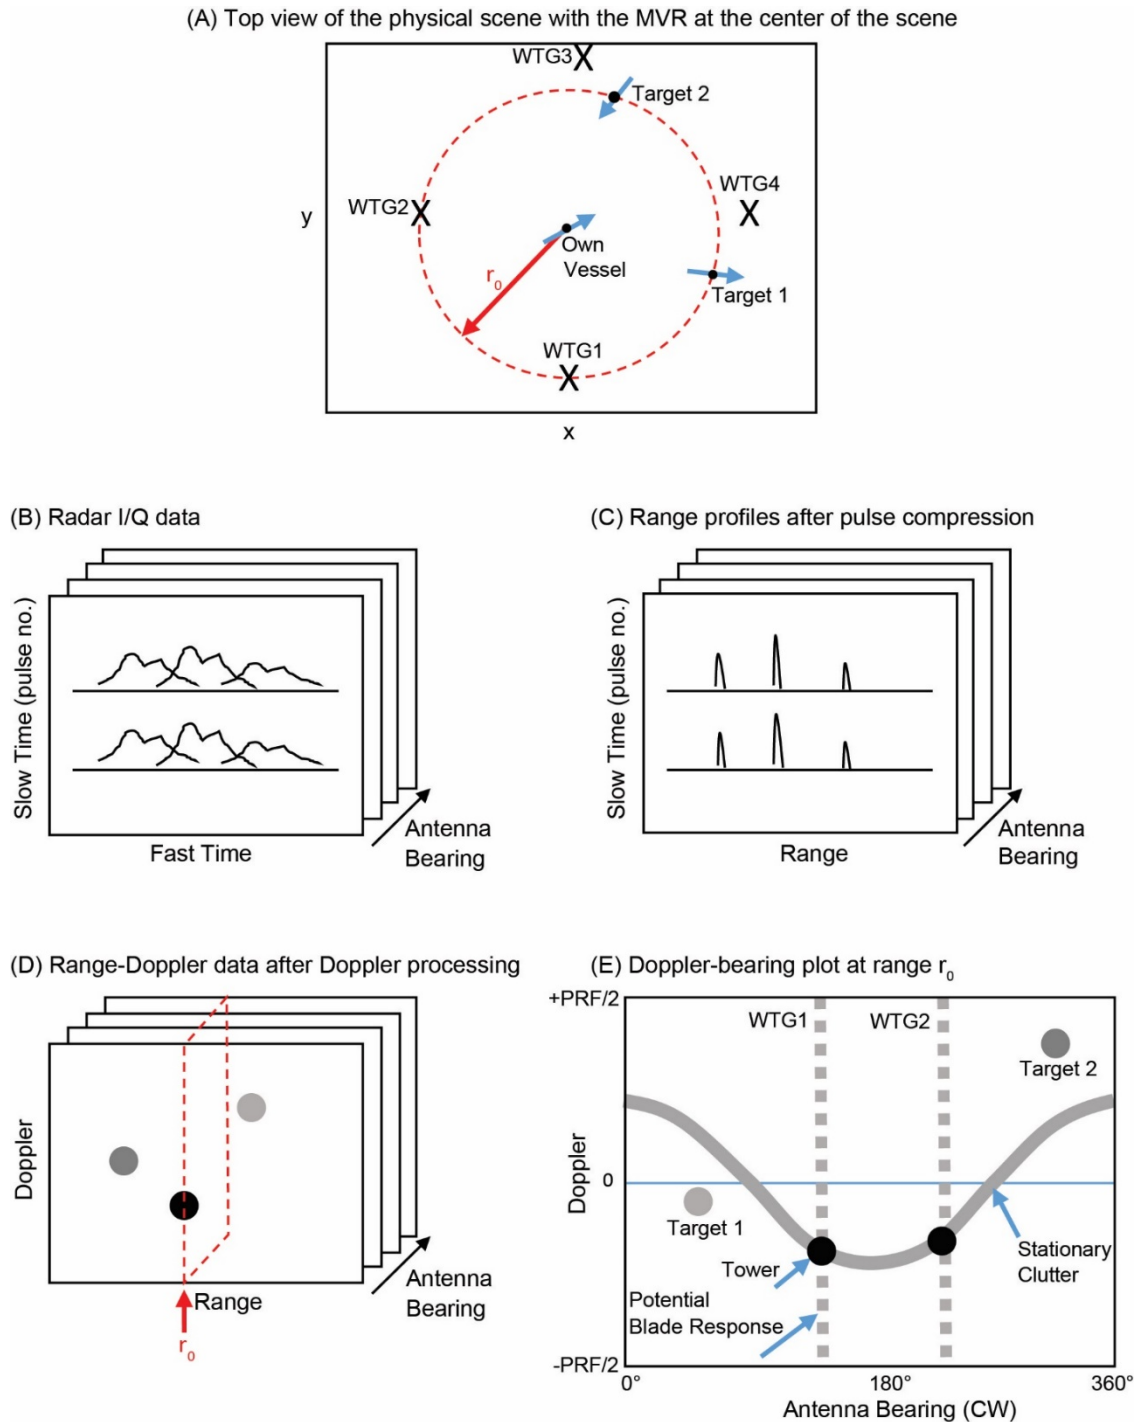 (A) Top view of the physical scene with the MVR at the center of the scene
WTG3 X
Target 2
WTG2 X
WTG4
X
y
Own
Vessel
r₀
Target 1
WTG1
X
x
(B) Radar I/Q data
Slow Time (pulse no.)
Fast Time
Antenna
Bearing
(C) Range profiles after pulse compression
Slow Time (pulse no.)
Range
Antenna
Bearing
(D) Range-Doppler data after Doppler processing
Doppler
Range
r₀
Antenna
Bearing
(E) Doppler-bearing plot at range r₀
+PRF/2
WTG1
WTG2
Target 2
Doppler
0
Target 1
Tower
Stationary
Clutter
Potential
Blade Response
-PRF/2
0°
180°
360°
Antenna Bearing (CW)